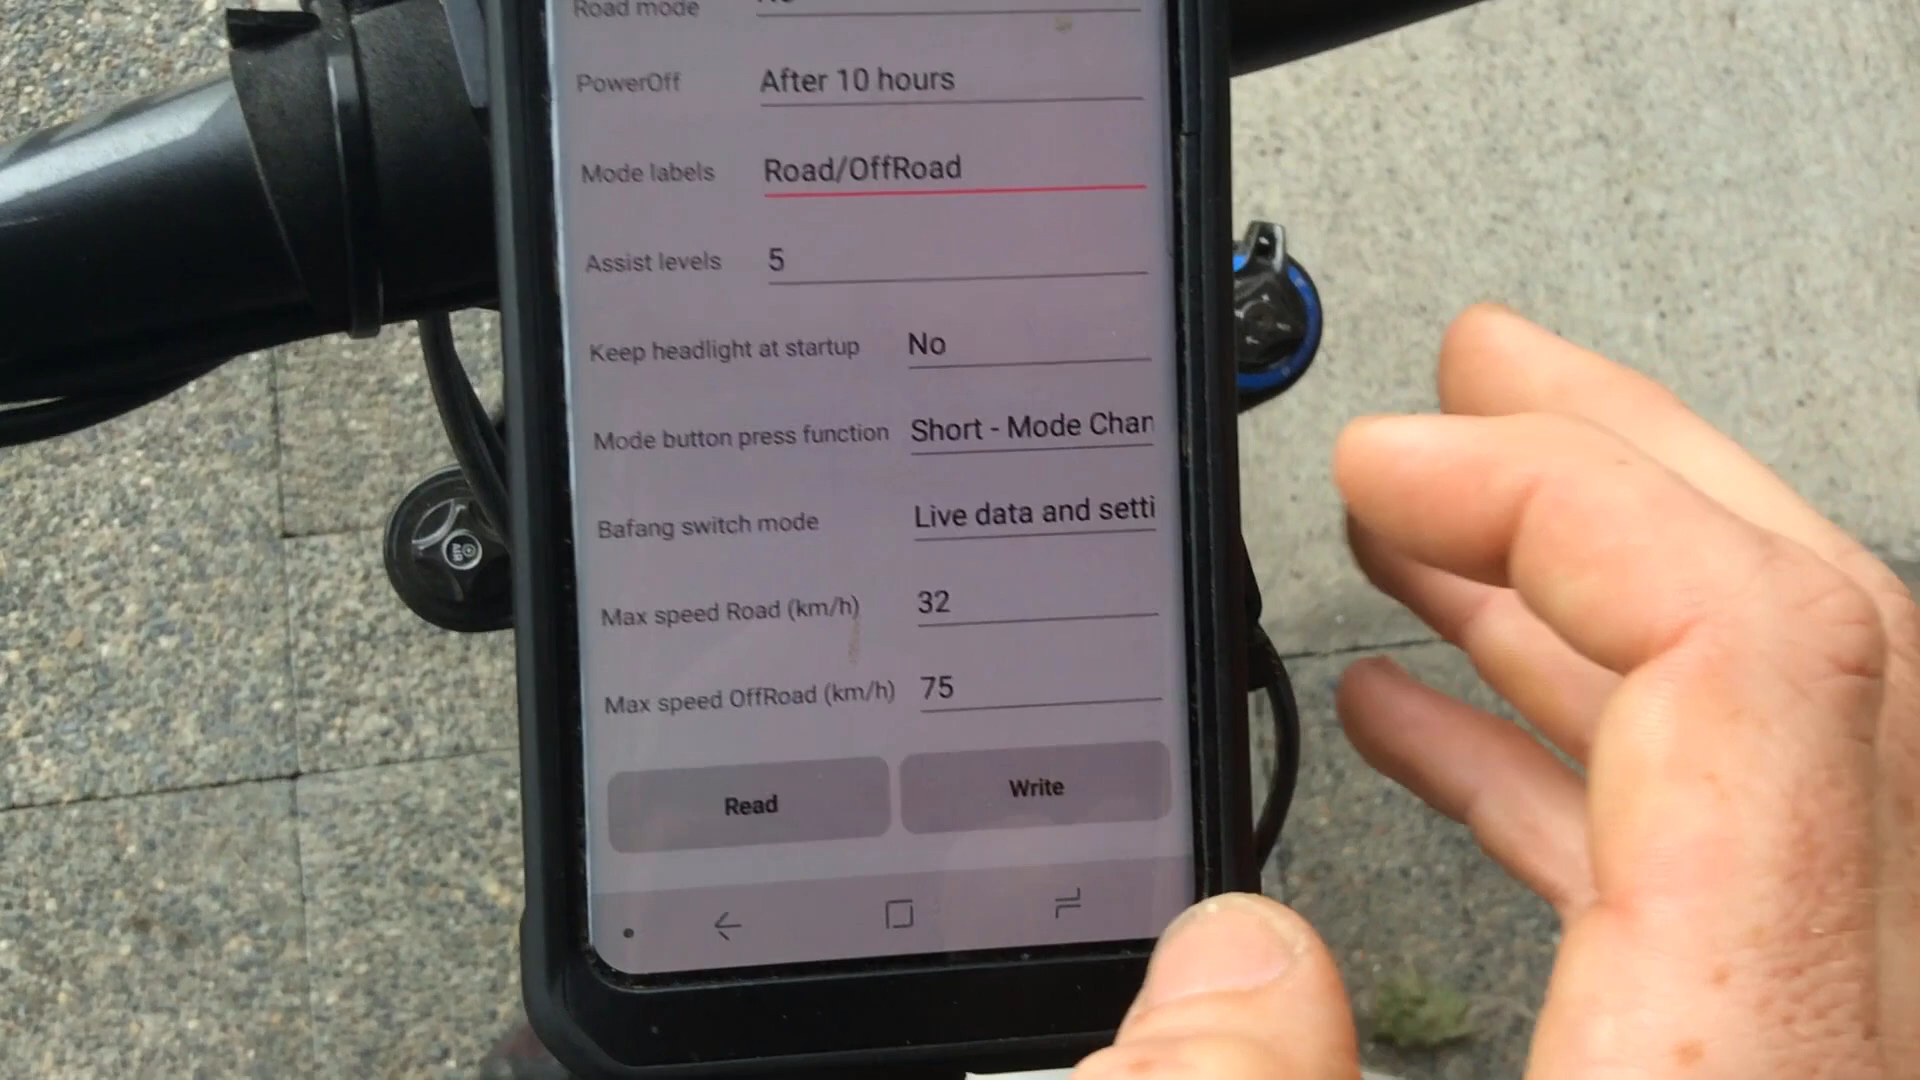 Road mode
PowerOff After 10 hours
Mode labels Road/OffRoad
Assist levels 5
Keep headlight at startup No
Mode button press function Short - Mode Chan
Bafang switch mode Live data and setti
Max speed Road (km/h) 32
Max speed OffRoad (km/h) 75
Read Write
AIR